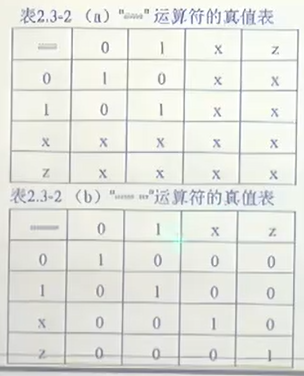 表2.3-2 （a）"=="运算符的真值表
== 0 1 x z
0 1 0 x x
1 0 1 x x
x x x x x
z x x x x
表2.3-2 （b）"==="运算符的真值表
=== 0 1 x z
0 1 0 0 0
1 0 1 0 0
x 0 0 1 0
z 0 0 0 1